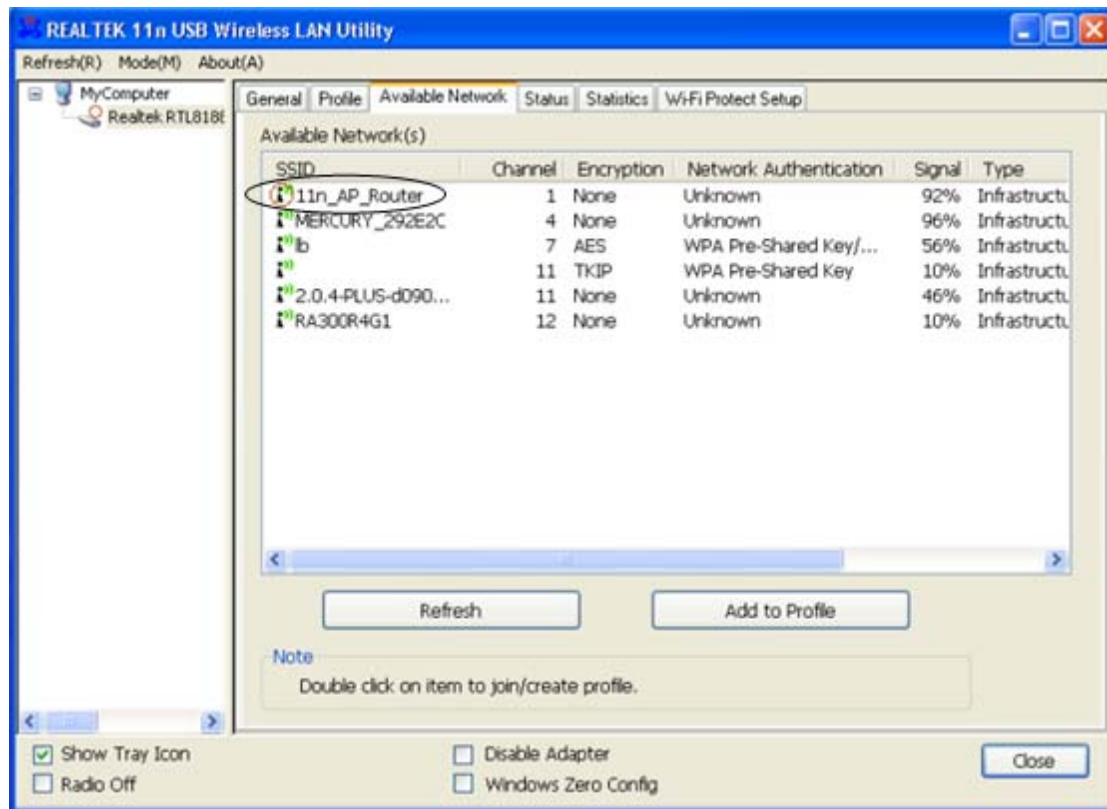 REALTEK 11n USB Wireless LAN Utility
Refresh(R) Mode(M) About(A)
MyComputer
Realtek RTL8188
General Profile Available Network Status Statistics Wi-Fi Protect Setup
Available Network(s)
SSID Channel Encryption Network Authentication Signal Type
11n_AP_Router 1 None Unknown 92% Infrastructu
MERCURY_292E2C 4 None Unknown 96% Infrastructu
lb 7 AES WPA Pre-Shared Key/... 56% Infrastructu
11 TKIP WPA Pre-Shared Key 10% Infrastructu
2.0.4-PLUS-d090... 11 None Unknown 46% Infrastructu
RA300R4G1 12 None Unknown 10% Infrastructu
Refresh Add to Profile
Note
Double click on item to join/create profile.
Show Tray Icon Disable Adapter Close
Radio Off Windows Zero Config